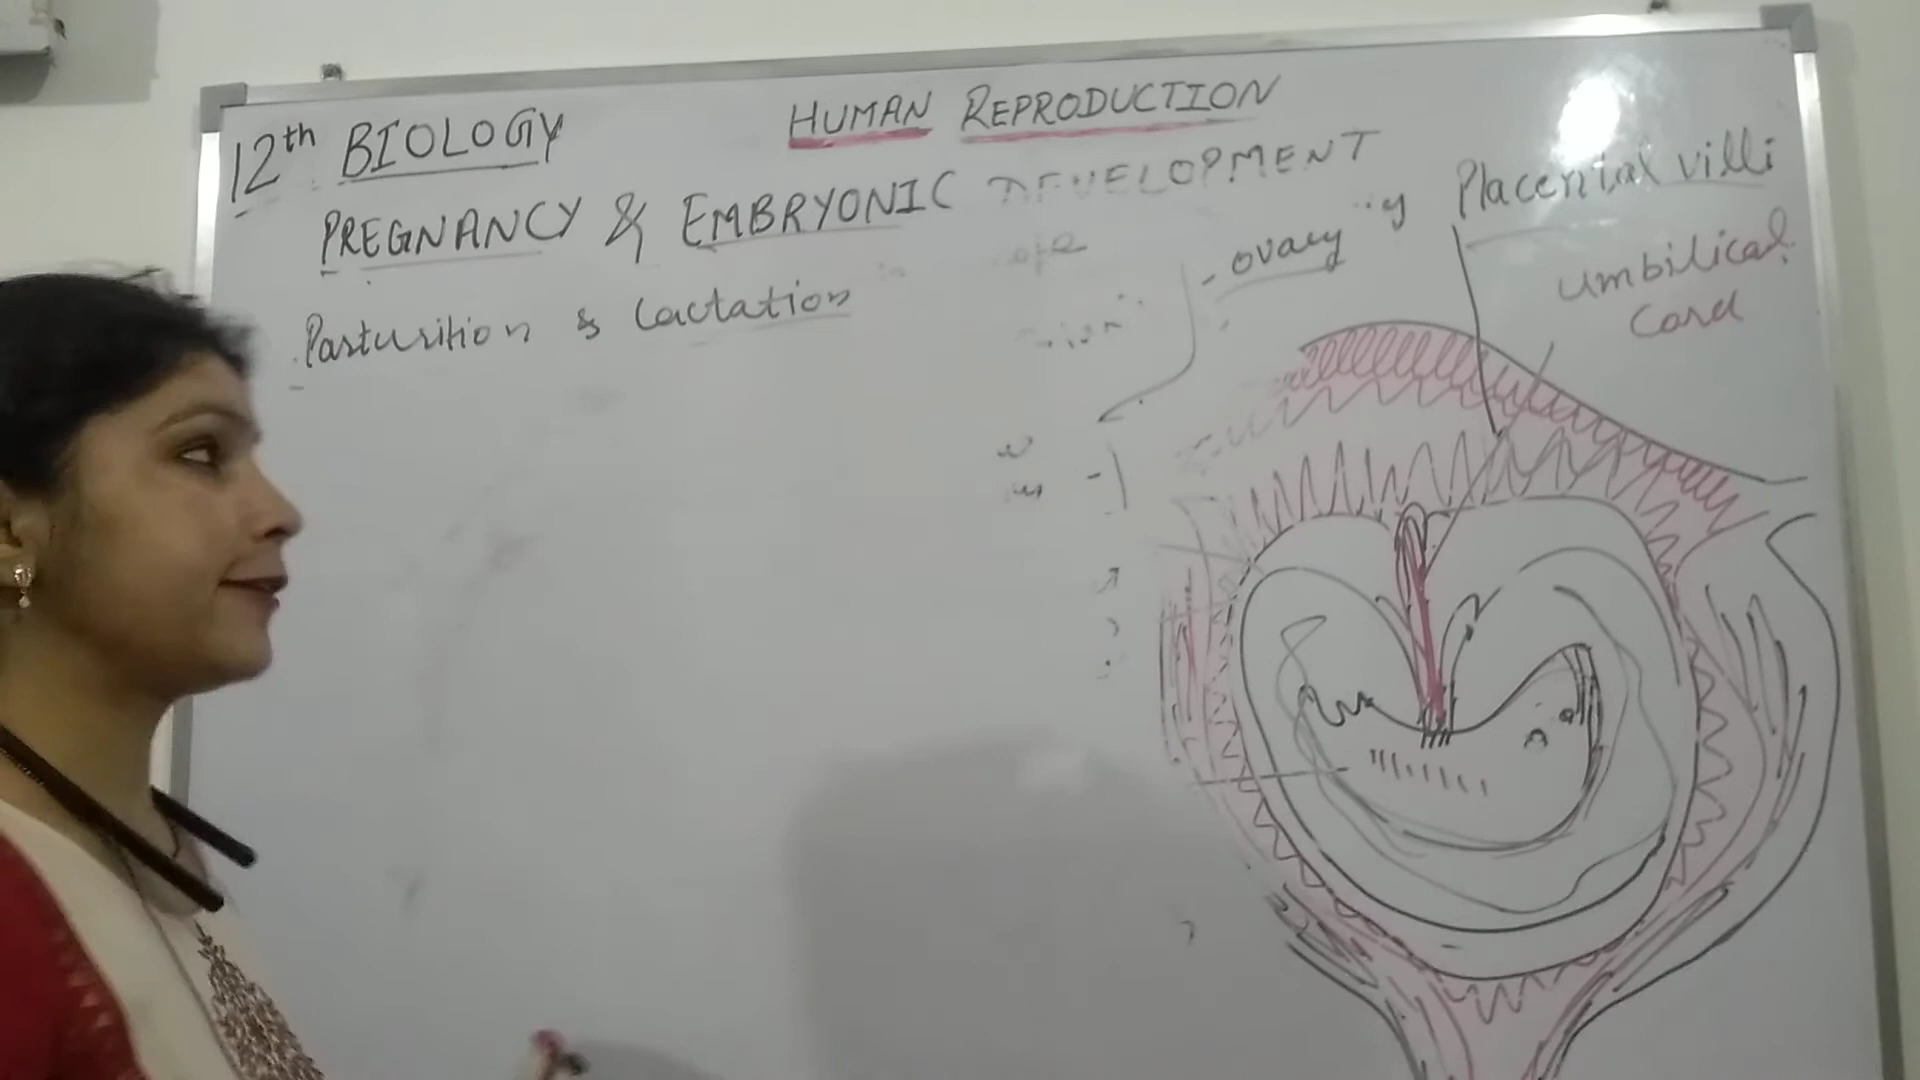 12th BIOLOGY
HUMAN REPRODUCTION
PREGNANCY & EMBRYONIC DEVELOPMENT
Parturition & Lactation
ovary
Placental villi
umbilical
Cord